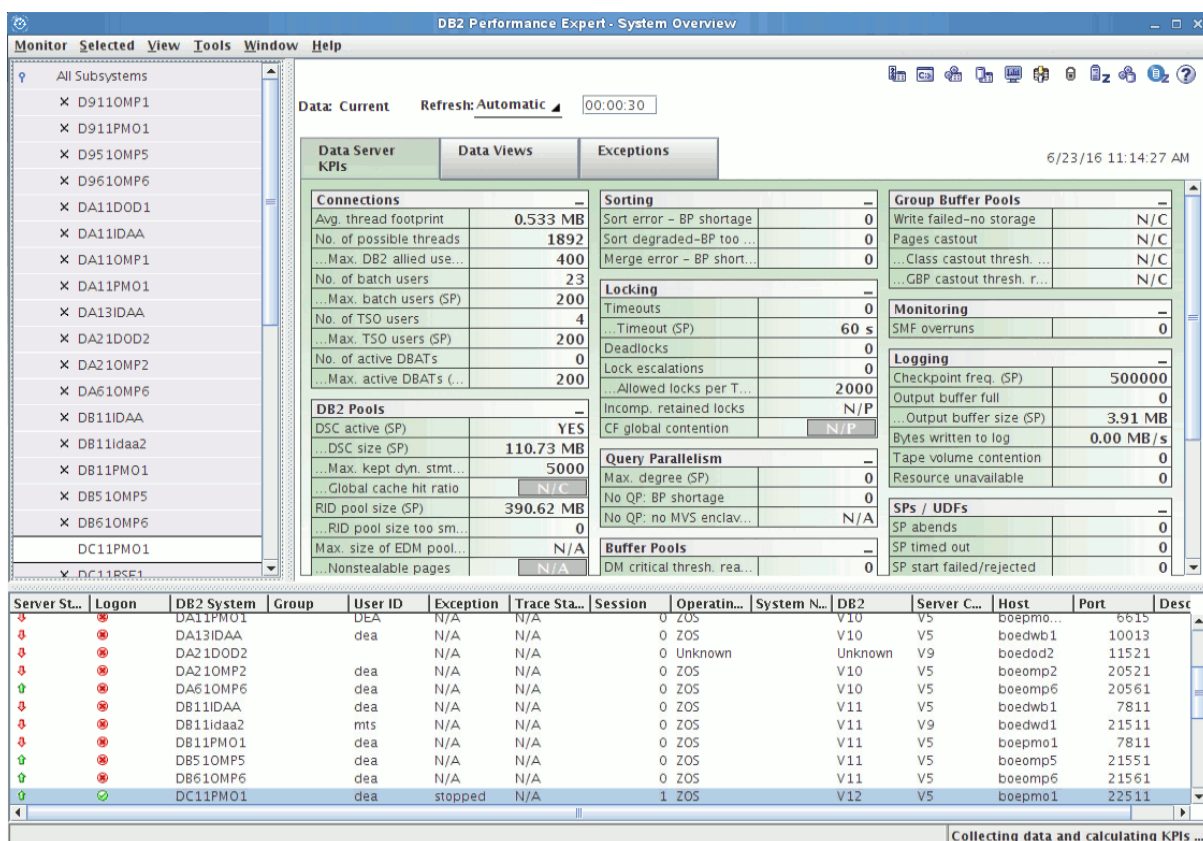 DB2 Performance Expert - System Overview
Monitor Selected View Tools Window Help
All Subsystems
D911OMP1
D911PMO1
D951OMP5
D961OMP6
DA11DOD1
DA11IDAA
DA11OMP1
DA11PMO1
DA13IDAA
DA21DOD2
DA21OMP2
DA61OMP6
DB11IDAA
DB11idaa2
DB11PMO1
DB51OMP5
DB61OMP6
DC11PMO1
DC11RSE1
Data: Current Refresh: Automatic 00:00:30
Data Server KPIs Data Views Exceptions
6/23/16 11:14:27 AM
Connections
Avg. thread footprint 0.533 MB
No. of possible threads 1892
...Max. DB2 allied use... 400
No. of batch users 23
...Max. batch users (SP) 200
No. of TSO users 4
...Max. TSO users (SP) 200
No. of active DBATs 0
...Max. active DBATs (... 200
DB2 Pools
DSC active (SP) YES
...DSC size (SP) 110.73 MB
...Max. kept dyn. stmt... 5000
...Global cache hit ratio N/C
RID pool size (SP) 390.62 MB
...RID pool size too sm... 0
Max. size of EDM pool... N/A
...Nonstealable pages N/A
Sorting
Sort error - BP shortage 0
Sort degraded-BP too ... 0
Merge error - BP short... 0
Locking
Timeouts 0
...Timeout (SP) 60 s
Deadlocks 0
Lock escalations 0
...Allowed locks per T... 2000
Incomp. retained locks N/P
CF global contention N/P
Query Parallelism
Max. degree (SP) 0
No QP: BP shortage 0
No QP: no MVS enclav... N/A
Buffer Pools
DM critical thresh. rea... 0
Group Buffer Pools
Write failed-no storage N/C
Pages castout N/C
...Class castout thresh. ... N/C
...GBP castout thresh. r... N/C
Monitoring
SMF overruns 0
Logging
Checkpoint freq. (SP) 500000
Output buffer full 0
...Output buffer size (SP) 3.91 MB
Bytes written to log 0.00 MB/s
Tape volume contention 0
Resource unavailable 0
SPs / UDFs
SP abends 0
SP timed out 0
SP start failed/rejected 0
Server St... Logon DB2 System Group User ID Exception Trace Sta... Session Operatin... System N... DB2 Server C... Host Port Desc
DA11PMO1 DEA N/A N/A 0 ZOS V10 V5 boepmo... 6615
DA13IDAA dea N/A N/A 0 ZOS V10 V5 boedwb1 10013
DA21DOD2 N/A N/A 0 Unknown Unknown V9 boedod2 11521
DA21OMP2 dea N/A N/A 0 ZOS V10 V5 boeomp2 20521
DA61OMP6 dea N/A N/A 0 ZOS V10 V5 boeomp6 20561
DB11IDAA dea N/A N/A 0 ZOS V11 V5 boedwb1 7811
DB11idaa2 mts N/A N/A 0 ZOS V11 V9 boedwd1 21511
DB11PMO1 dea N/A N/A 0 ZOS V11 V5 boepmo1 7811
DB51OMP5 dea N/A N/A 0 ZOS V11 V5 boeomp5 21551
DB61OMP6 dea N/A N/A 0 ZOS V11 V5 boeomp6 21561
DC11PMO1 dea stopped N/A 1 ZOS V12 V5 boepmo1 22511
Collecting data and calculating KPIs ...